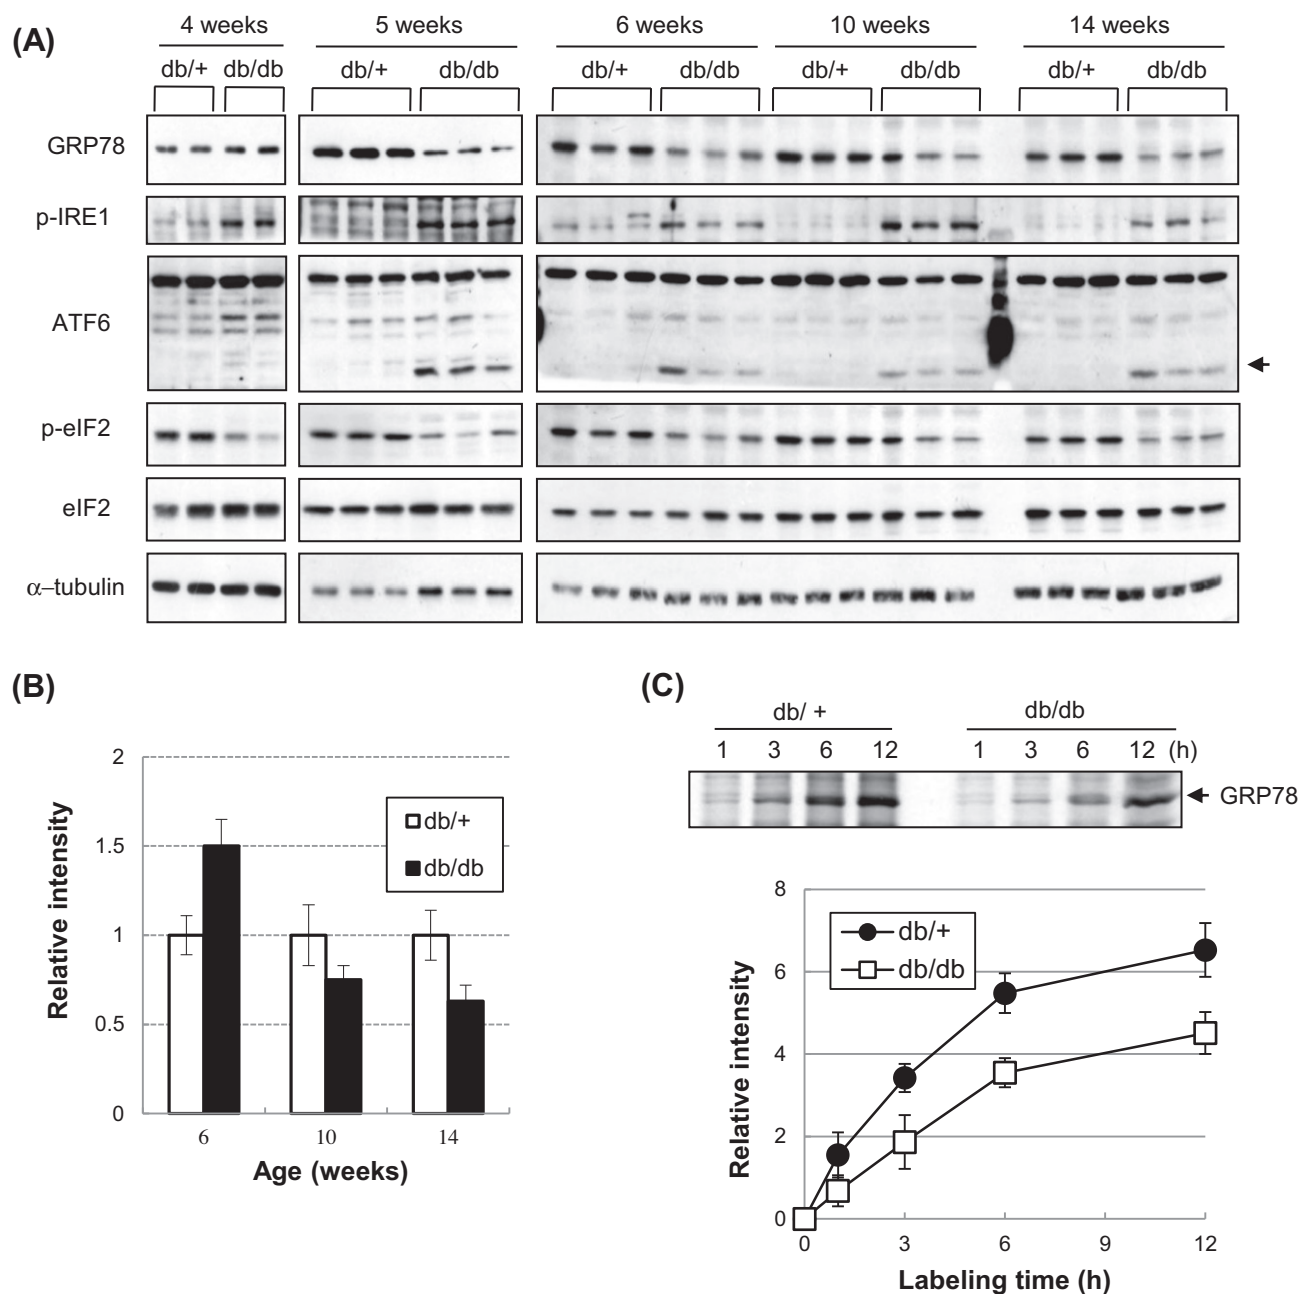 (A)
4 weeks 5 weeks 6 weeks 10 weeks 14 weeks
db/+ db/db db/+ db/db db/+ db/db db/+ db/db db/+ db/db
GRP78
p-IRE1
ATF6
p-eIF2
eIF2
α–tubulin
(B)
2
1.5
1
0.5
0
Relative intensity
db/+
db/db
6 10 14
Age (weeks)
(C)
db/ + db/db
1 3 6 12 1 3 6 12 (h)
GRP78
8
6
4
2
0
Relative intensity
db/+
db/db
0 3 6 9 12
Labeling time (h)